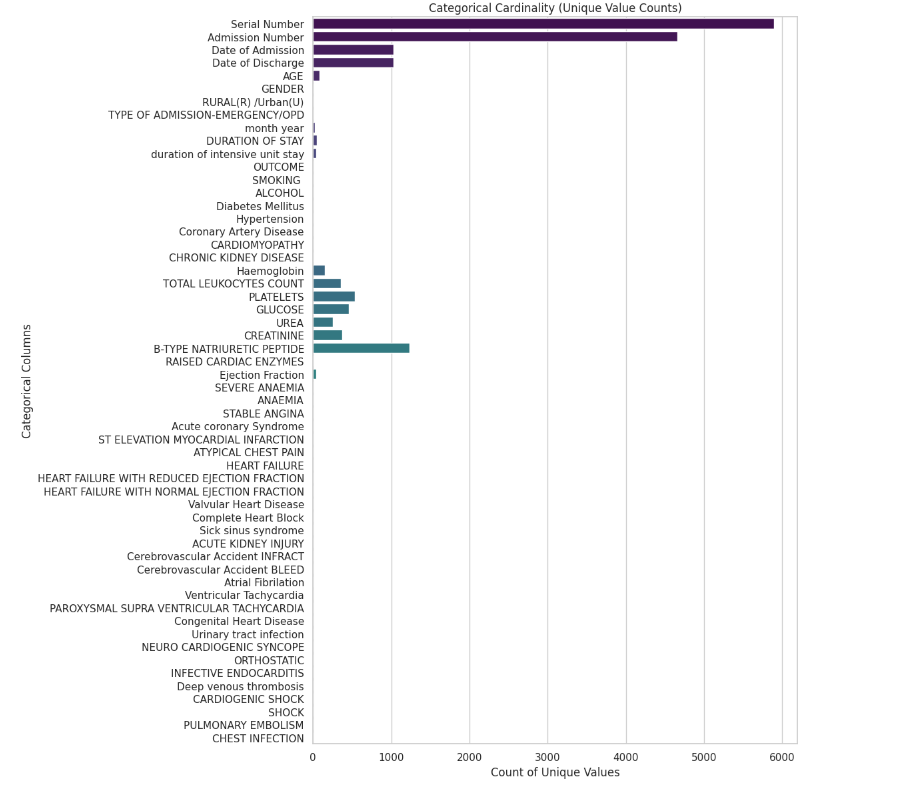 Categorical Cardinality (Unique Value Counts)
Categorical Columns
Serial Number
Admission Number
Date of Admission
Date of Discharge
AGE
GENDER
RURAL(R) /Urban(U)
TYPE OF ADMISSION-EMERGENCY/OPD
month year
DURATION OF STAY
duration of intensive unit stay
OUTCOME
SMOKING
ALCOHOL
Diabetes Mellitus
Hypertension
Coronary Artery Disease
CARDIOMYOPATHY
CHRONIC KIDNEY DISEASE
Haemoglobin
TOTAL LEUKOCYTES COUNT
PLATELETS
GLUCOSE
UREA
CREATININE
B-TYPE NATRIURETIC PEPTIDE
RAISED CARDIAC ENZYMES
Ejection Fraction
SEVERE ANAEMIA
ANAEMIA
STABLE ANGINA
Acute coronary Syndrome
ST ELEVATION MYOCARDIAL INFARCTION
ATYPICAL CHEST PAIN
HEART FAILURE
HEART FAILURE WITH REDUCED EJECTION FRACTION
HEART FAILURE WITH NORMAL EJECTION FRACTION
Valvular Heart Disease
Complete Heart Block
Sick sinus syndrome
ACUTE KIDNEY INJURY
Cerebrovascular Accident INFRACT
Cerebrovascular Accident BLEED
Atrial Fibrilation
Ventricular Tachycardia
PAROXYSMAL SUPRA VENTRICULAR TACHYCARDIA
Congenital Heart Disease
Urinary tract infection
NEURO CARDIOGENIC SYNCOPE
ORTHOSTATIC
INFECTIVE ENDOCARDITIS
Deep venous thrombosis
CARDIOGENIC SHOCK
SHOCK
PULMONARY EMBOLISM
CHEST INFECTION
0 1000 2000 3000 4000 5000 6000
Count of Unique Values